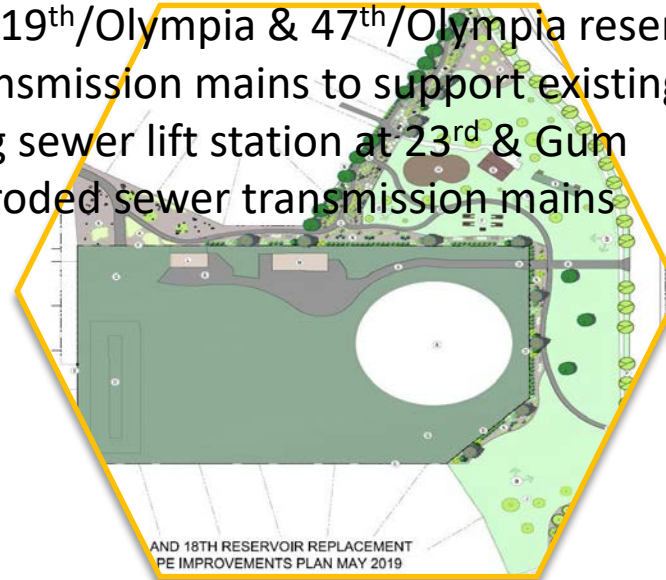 19th/Olympia & 47th/Olympia reser
nsmission mains to support existing
g sewer lift station at 23rd & Gum
roded sewer transmission mains
AND 18TH RESERVOIR REPLACEMENT
PE IMPROVEMENTS PLAN MAY 2019